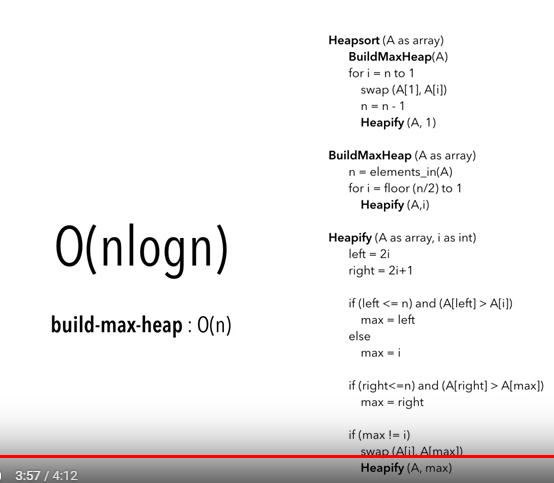 Heapsort (A as array)
BuildMaxHeap(A)
for i = n to 1
swap (A[1], A[i])
n = n - 1
Heapify (A, 1)
BuildMaxHeap (A as array)
n = elements_in(A)
for i = floor (n/2) to 1
Heapify (A,i)
Heapify (A as array, i as int)
left = 2i
right = 2i+1
if (left <= n) and (A[left] > A[i])
max = left
else
max = i
if (right<=n) and (A[right] > A[max])
max = right
if (max != i)
swap (A[i], A[max])
Heapify (A, max)
O(nlogn)
build-max-heap : O(n)
3:57 / 4:12